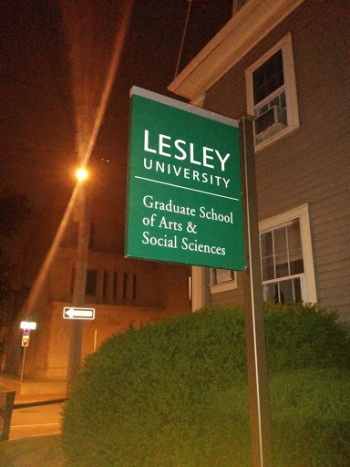 LESLEY
UNIVERSITY
Graduate School
of Arts &
Social Sciences